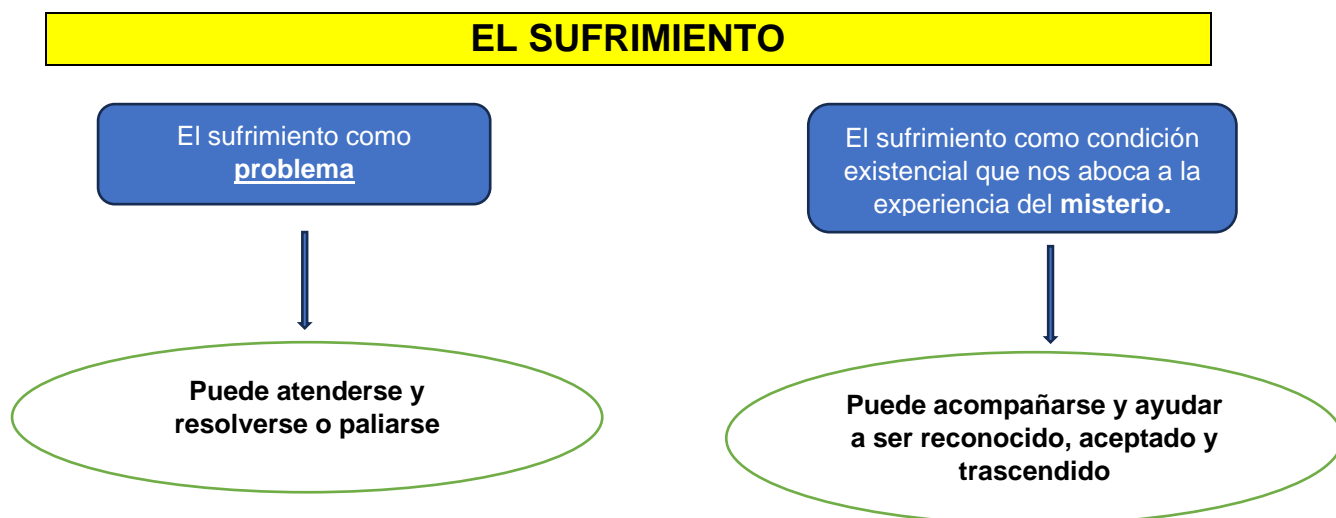 EL SUFRIMIENTO
El sufrimiento como
problema
Puede atenderse y
resolverse o paliarse
El sufrimiento como condición
existencial que nos aboca a la
experiencia del misterio.
Puede acompañarse y ayudar
a ser reconocido, aceptado y
trascendido